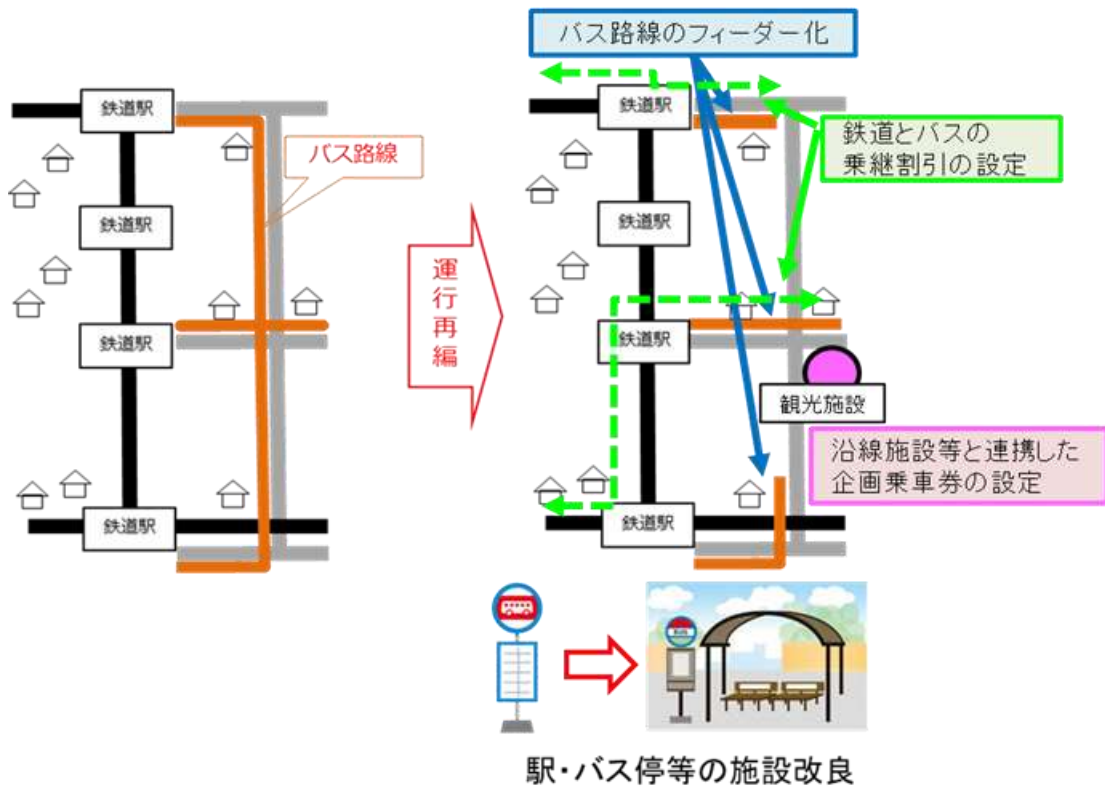 バス路線のフィーダー化
鉄道駅
バス路線
鉄道駅
鉄道駅
鉄道駅
運
行
再
編
鉄道駅
鉄道とバスの
乗継割引の設定
鉄道駅
鉄道駅
観光施設
沿線施設等と連携した
企画乗車券の設定
鉄道駅
BUS
駅・バス停等の施設改良